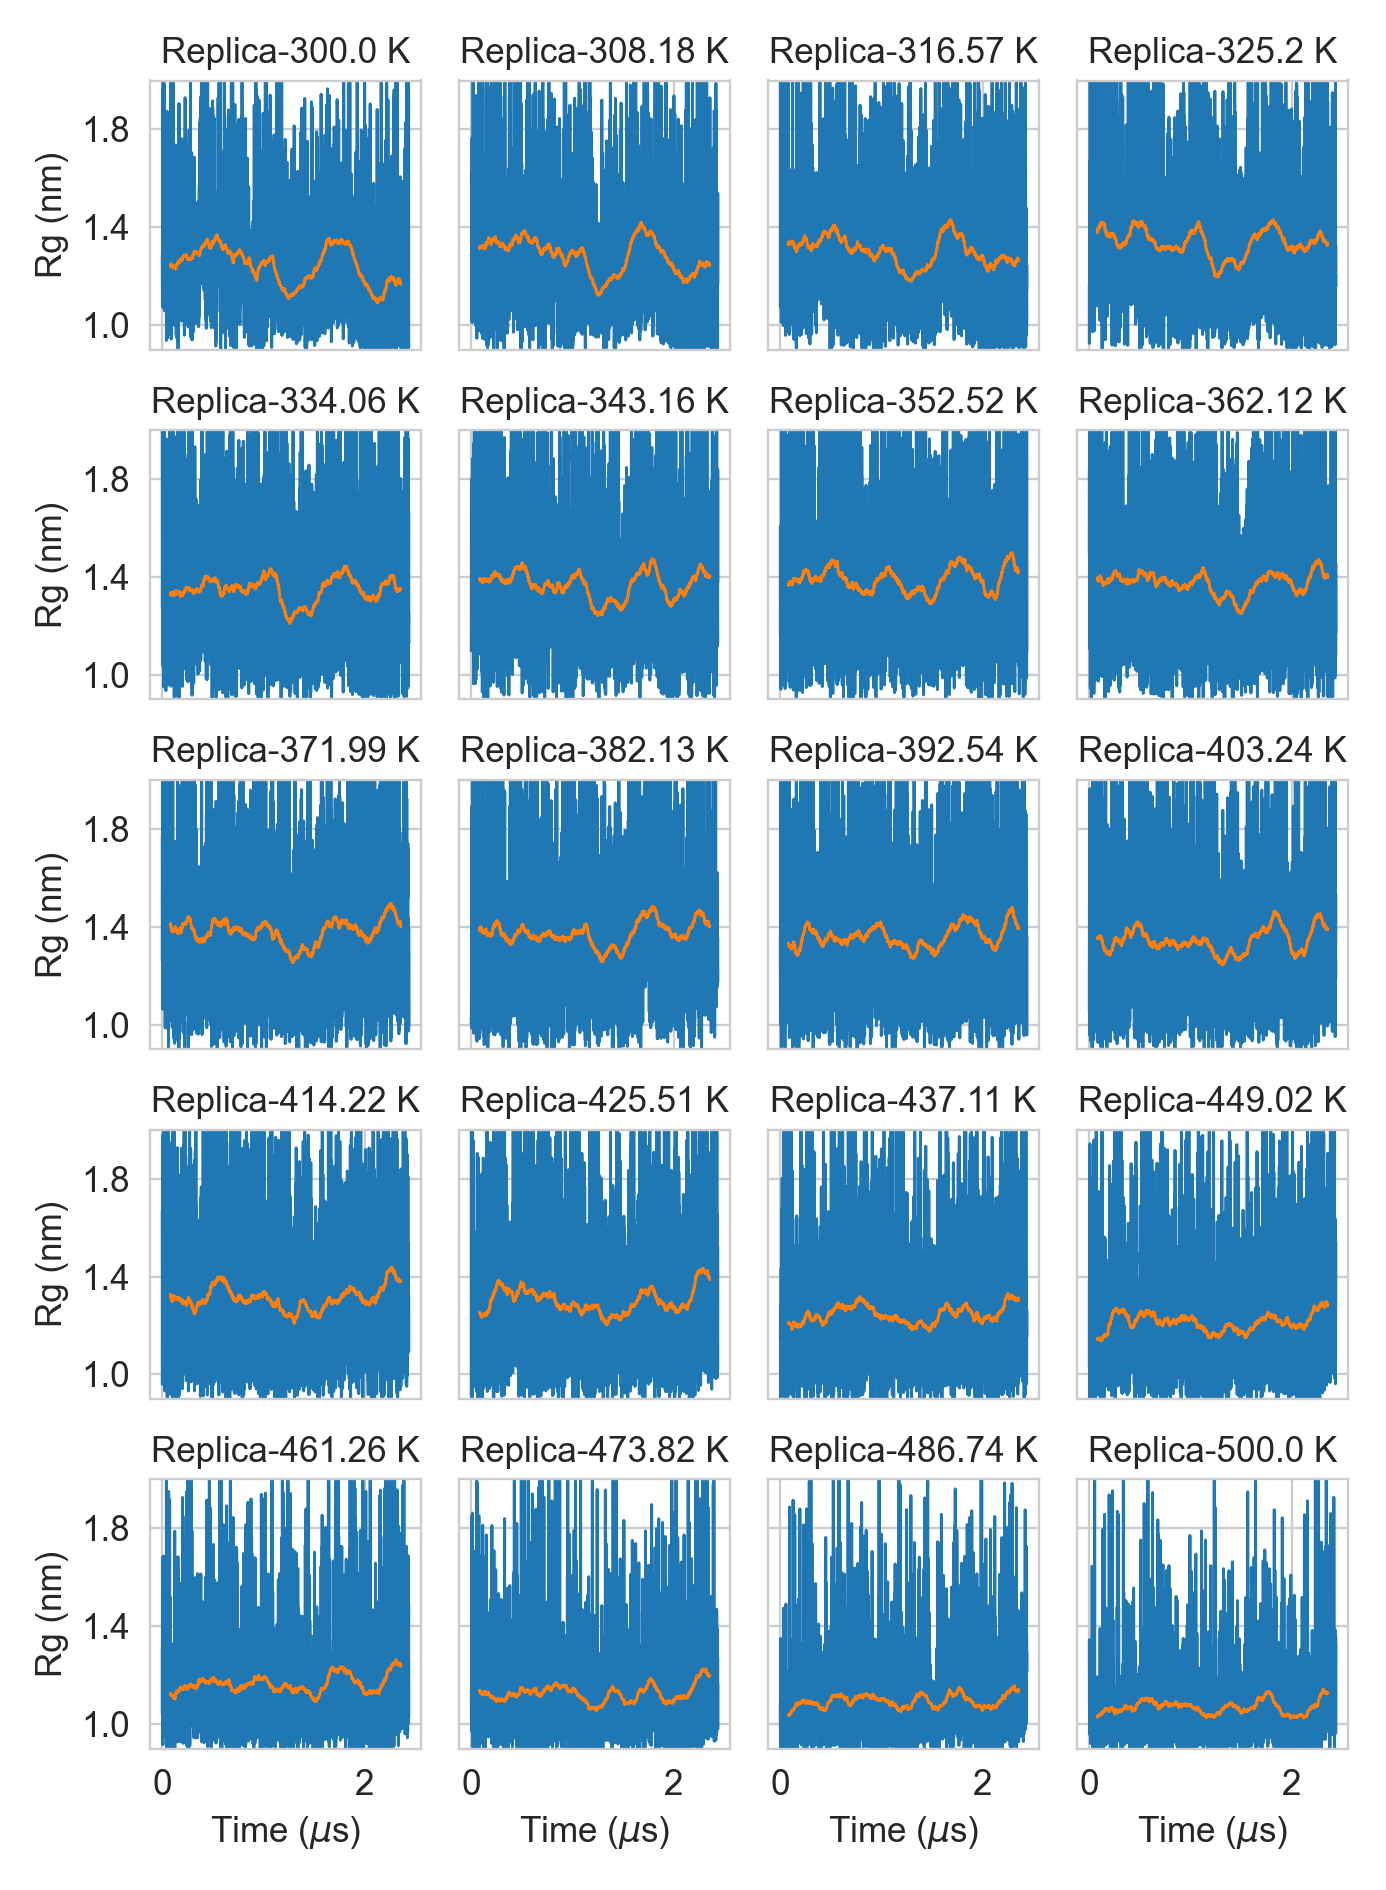 Replica-300.0 K Replica-308.18 K Replica-316.57 K Replica-325.2 K
1.8
1.4
1.0
Rg (nm)
Replica-334.06 K Replica-343.16 K Replica-352.52 K Replica-362.12 K
1.8
1.4
1.0
Rg (nm)
Replica-371.99 K Replica-382.13 K Replica-392.54 K Replica-403.24 K
1.8
1.4
1.0
Rg (nm)
Replica-414.22 K Replica-425.51 K Replica-437.11 K Replica-449.02 K
1.8
1.4
1.0
Rg (nm)
Replica-461.26 K Replica-473.82 K Replica-486.74 K Replica-500.0 K
1.8
1.4
1.0
Rg (nm)
0 2 0 2 0 2 0 2
Time (μs) Time (μs) Time (μs) Time (μs)